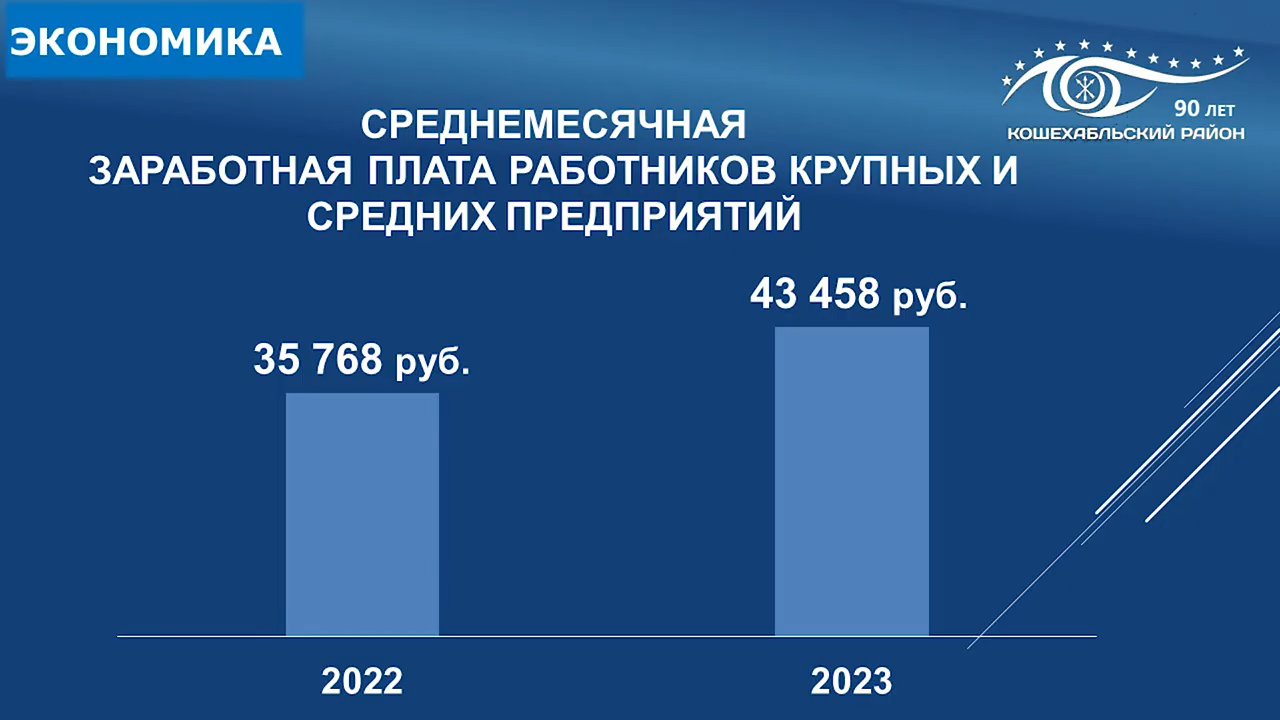 ЭКОНОМИКА
90 ЛЕТ
КОШЕХАБЛЬСКИЙ РАЙОН
СРЕДНЕМЕСЯЧНАЯ
ЗАРАБОТНАЯ ПЛАТА РАБОТНИКОВ КРУПНЫХ И
СРЕДНИХ ПРЕДПРИЯТИЙ
43 458 руб.
35 768 руб.
2022
2023